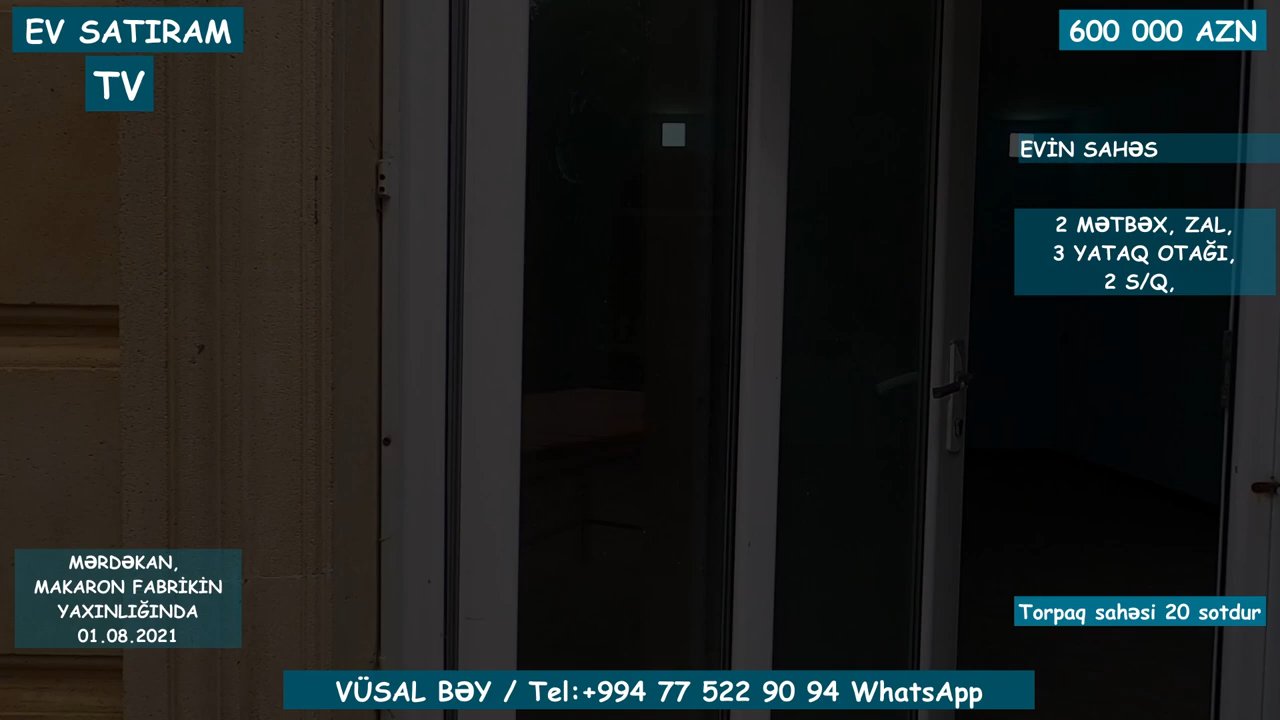 EV SATIRAM
TV
600 000 AZN
EVİN SAHƏS
2 MƏTBƏX, ZAL,
3 YATAQ OTAĞI,
2 S/Q,
MƏRDƏKAN,
MAKARON FABRİKİN
YAXINLIĞINDA
01.08.2021
Torpaq sahəsi 20 sotdur
VÜSAL BƏY / Tel:+994 77 522 90 94 WhatsApp